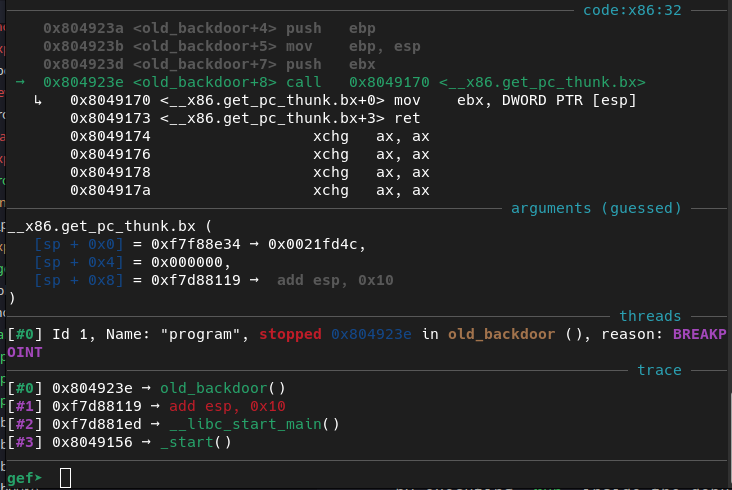 code:x86:32
0x804923a <old_backdoor+4> push   ebp
0x804923b <old_backdoor+5> mov    ebp, esp
0x804923d <old_backdoor+7> push   ebx
→  0x804923e <old_backdoor+8> call   0x8049170 <__x86.get_pc_thunk.bx>
↳   0x8049170 <__x86.get_pc_thunk.bx+0> mov    ebx, DWORD PTR [esp]
0x8049173 <__x86.get_pc_thunk.bx+3> ret
0x8049174                  xchg   ax, ax
0x8049176                  xchg   ax, ax
0x8049178                  xchg   ax, ax
0x804917a                  xchg   ax, ax
arguments (guessed)
__x86.get_pc_thunk.bx (
[sp + 0x0] = 0xf7f88e34 → 0x0021fd4c,
[sp + 0x4] = 0x000000,
[sp + 0x8] = 0xf7d88119 →  add esp, 0x10
)
threads
[#0] Id 1, Name: "program", stopped 0x804923e in old_backdoor (), reason: BREAKP
OINT
trace
[#0] 0x804923e → old_backdoor()
[#1] 0xf7d88119 → add esp, 0x10
[#2] 0xf7d881ed → __libc_start_main()
[#3] 0x8049156 → _start()
gef➤